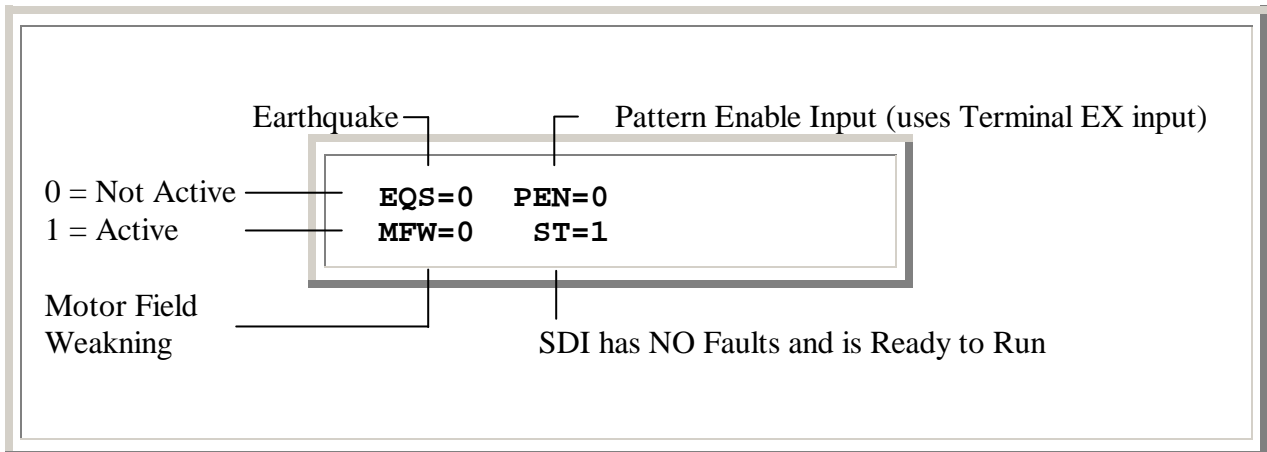 Earthquake Pattern Enable Input (uses Terminal EX input)
0 = Not Active EQS=0 PEN=0
1 = Active MFW=0 ST=1
Motor Field
Weakning SDI has NO Faults and is Ready to Run